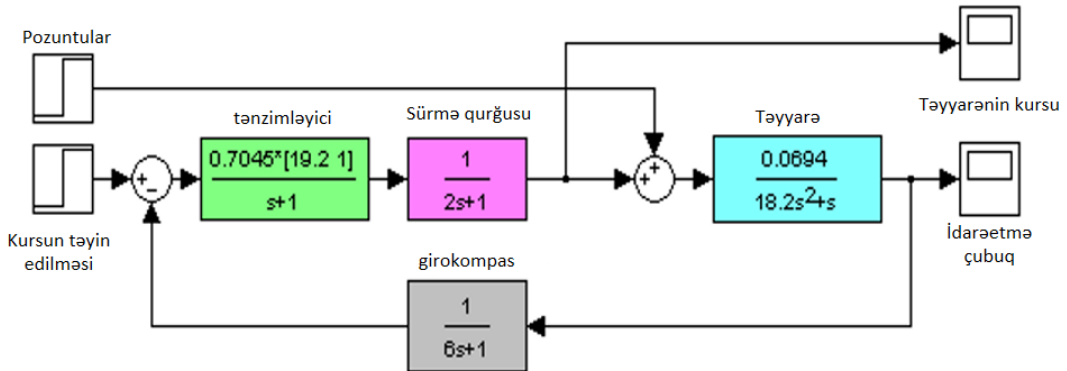 Pozuntular
Təyyarənin kursu
tənzimləyici
Sürmə qurğusu
Təyyarə
0.7045*[19.2 1]
s+1
1
2s+1
0.0694
18.2s2+s
+
−
+
+
Kursun təyin
edilməsi
İdarəetmə
çubuq
girokompas
1
6s+1